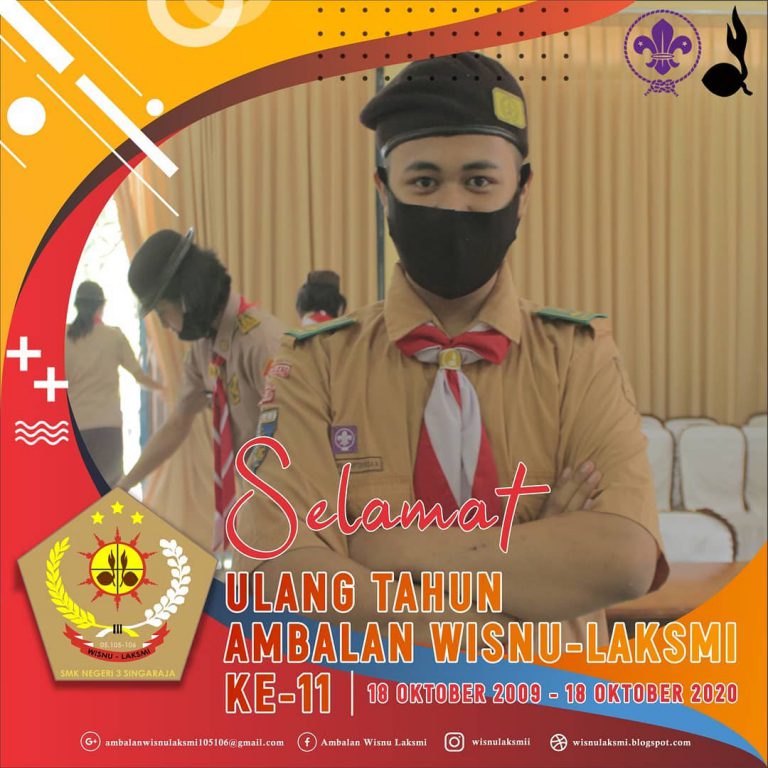 Selamat
ULANG TAHUN
AMBALAN WISNU-LAKSMI
KE-11 | 18 OKTOBER 2009 - 18 OKTOBER 2020
III
05.105-106
WISNU - LAKSMI
SMK NEGERI 3 SINGARAJA
ambalanwisnulaksmi105106@gmail.com
Ambalan Wisnu Laksmi
wisnulaksmii
wisnulaksmi.blogspot.com